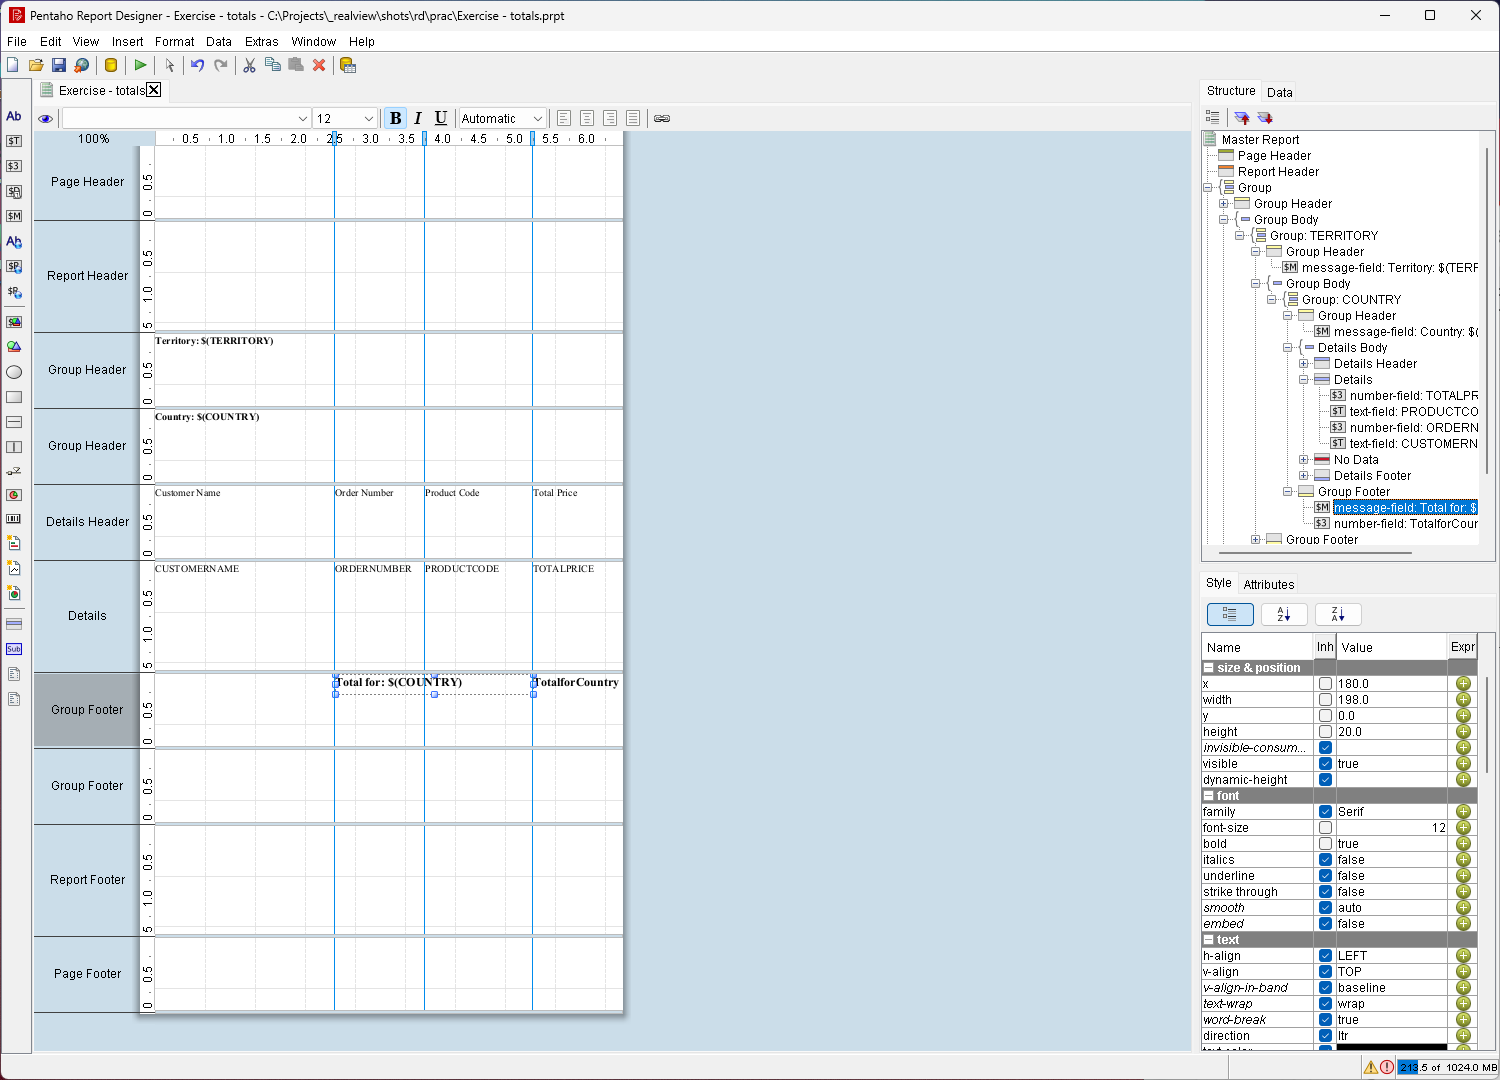 Pentaho Report Designer - Exercise - totals - C:\Projects\_realview\shots\rd\prac\Exercise - totals.prpt
File Edit View Insert Format Data Extras Window Help
Exercise - totals
12 B I U Automatic
100% 0.5 1.0 1.5 2.0 2.5 3.0 3.5 4.0 4.5 5.0 5.5 6.0
Page Header
Report Header
Territory: $(TERRITORY)
Group Header
Country: $(COUNTRY)
Group Header
Customer Name Order Number Product Code Total Price
Details Header
CUSTOMERNAME ORDERNUMBER PRODUCTCODE TOTALPRICE
Details
Total for: $(COUNTRY) TotalforCountry
Group Footer
Group Footer
Report Footer
Page Footer
Structure Data
Master Report
Page Header
Report Header
Group
Group Header
Group Body
Group: TERRITORY
Group Header
message-field: Territory: $(TERF
Group Body
Group: COUNTRY
Group Header
message-field: Country: $(
Details Body
Details Header
Details
number-field: TOTALPR
text-field: PRODUCTCO
number-field: ORDERN
text-field: CUSTOMERN
No Data
Details Footer
Group Footer
message-field: Total for: $
number-field: TotalforCour
Group Footer
Style Attributes
Name Inh Value Expr
size & position
x 180.0
width 198.0
y 0.0
height 20.0
invisible-consum...
visible true
dynamic-height
font
family Serif
font-size 12
bold true
italics false
underline false
strike through false
smooth auto
embed false
text
h-align LEFT
v-align TOP
v-align-in-band baseline
text-wrap wrap
word-break true
direction ltr
213.5 of 1024.0 MB